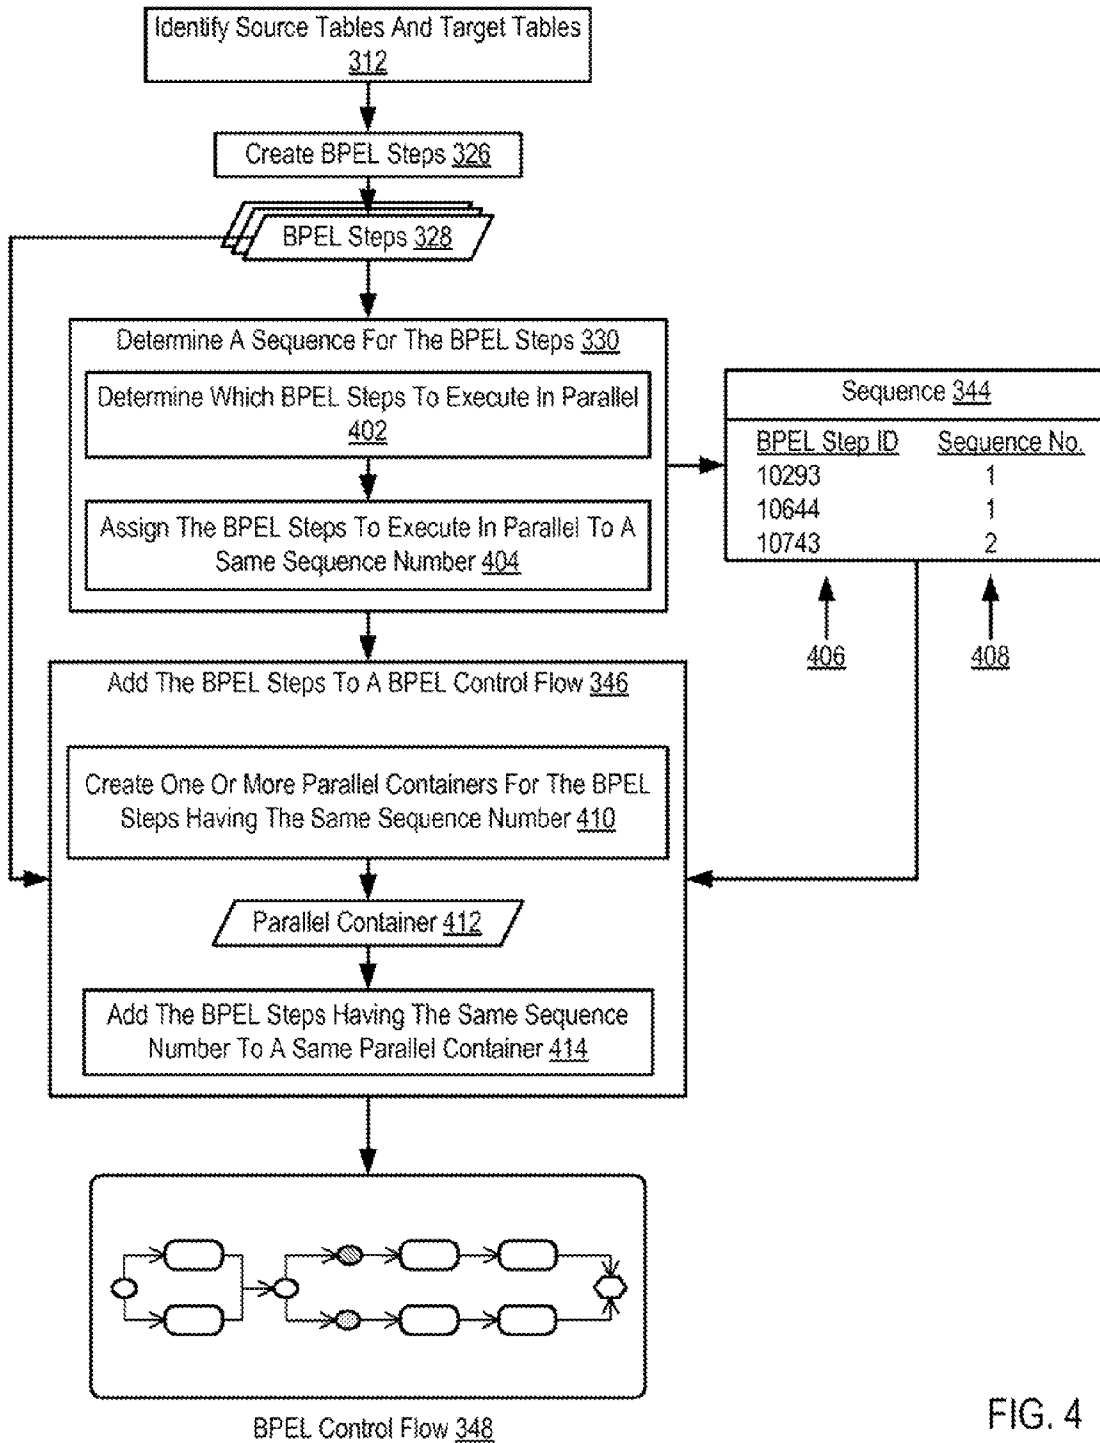 Identify Source Tables And Target Tables
312
Create BPEL Steps 326
BPEL Steps 328
Determine A Sequence For The BPEL Steps 330
Determine Which BPEL Steps To Execute In Parallel
402
Assign The BPEL Steps To Execute In Parallel To A
Same Sequence Number 404
Sequence 344
BPEL Step ID Sequence No.
10293 1
10644 1
10743 2
406 408
Add The BPEL Steps To A BPEL Control Flow 346
Create One Or More Parallel Containers For The BPEL
Steps Having The Same Sequence Number 410
Parallel Container 412
Add The BPEL Steps Having The Same Sequence
Number To A Same Parallel Container 414
BPEL Control Flow 348
FIG. 4